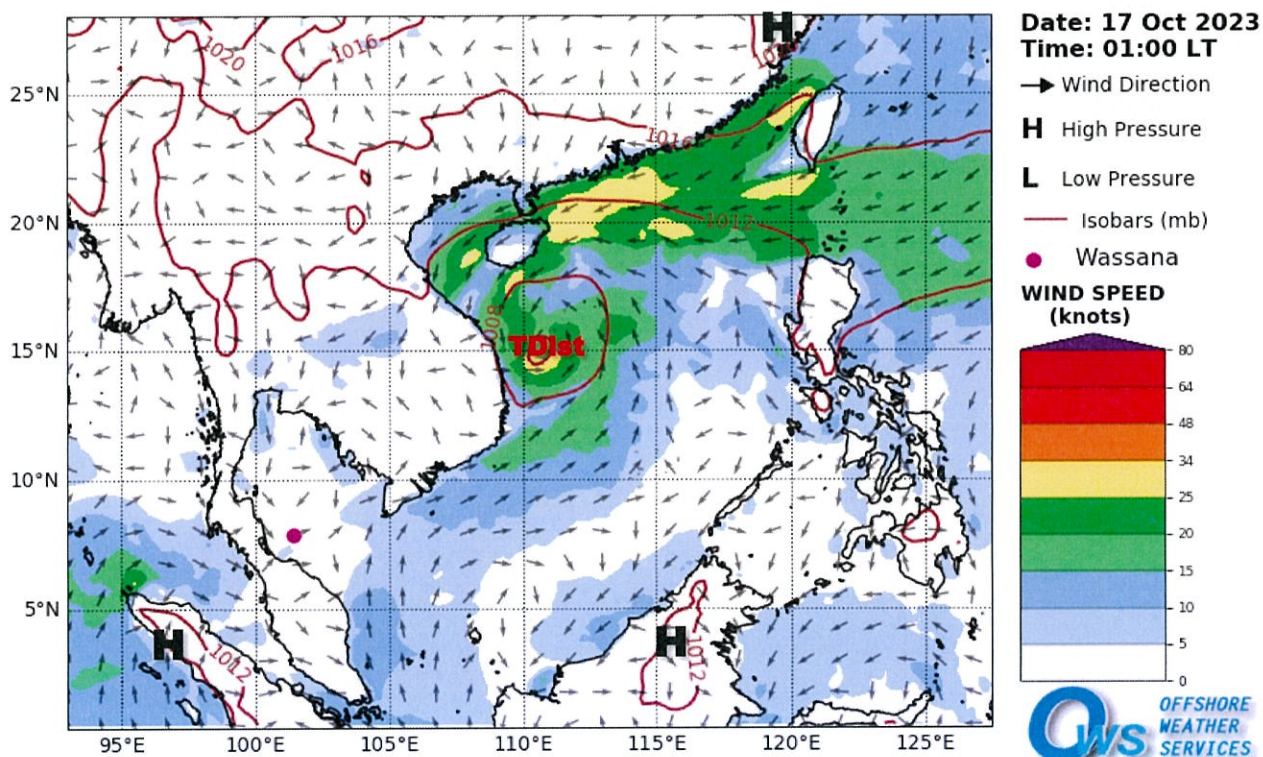 Date: 17 Oct 2023
Time: 01:00 LT
Wind Direction
H High Pressure
L Low Pressure
Isobars (mb)
Wassana
WIND SPEED
(knots)
80
64
48
34
25
20
15
10
5
0
OWS OFFSHORE
WEATHER
SERVICES
H
1020
1016
25°N
1016
20°N
1012
1008
15°N
TDist
10°N
5°N
H
1012
H
1012
95°E 100°E 105°E 110°E 115°E 120°E 125°E